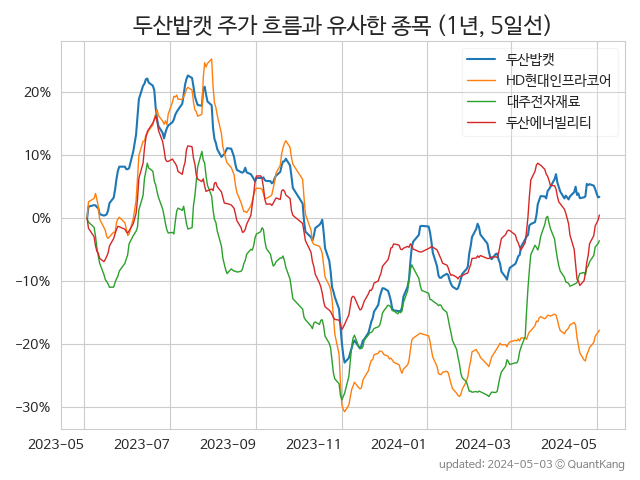 두산밥캣 주가 흐름과 유사한 종목 (1년, 5일선)
두산밥캣
HD현대인프라코어
대주전자재료
두산에너빌리티
20%
10%
0%
−10%
−20%
−30%
2023-05
2023-07
2023-09
2023-11
2024-01
2024-03
2024-05
updated: 2024-05-03 ⓒ QuantKang